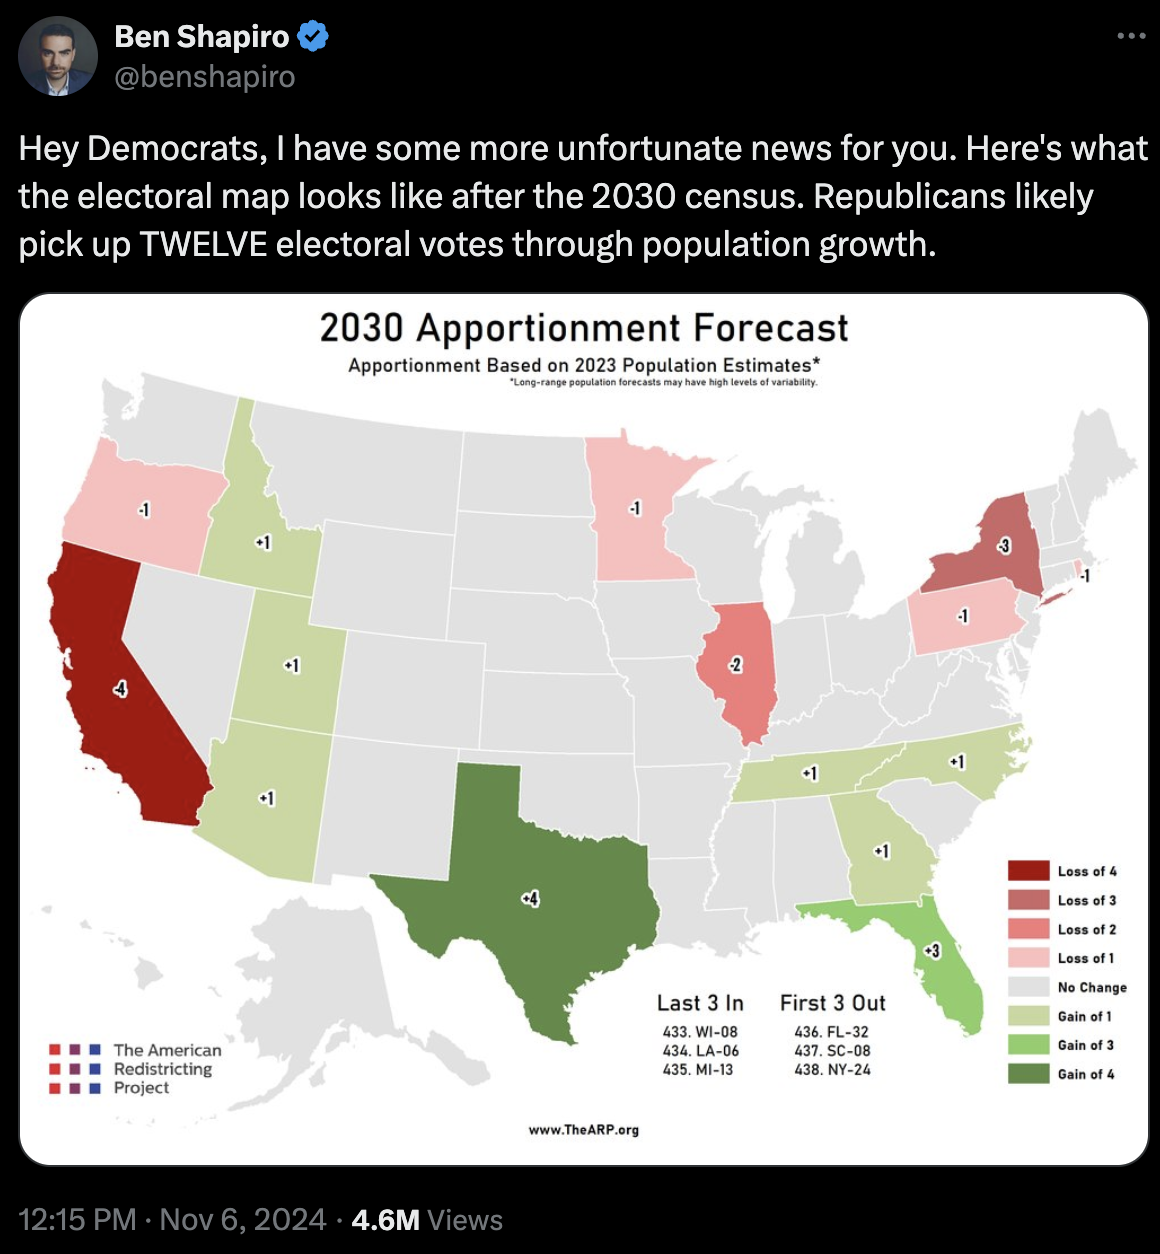 Ben Shapiro
@benshapiro
Hey Democrats, I have some more unfortunate news for you. Here's what
the electoral map looks like after the 2030 census. Republicans likely
pick up TWELVE electoral votes through population growth.
2030 Apportionment Forecast
Apportionment Based on 2023 Population Estimates*
*Long-range population forecasts may have high levels of variability.
-1
+1
-1
-3
-1
-1
-4
+1
-2
+1
+1
+1
+1
+4
+3
Loss of 4
Loss of 3
Loss of 2
Loss of 1
No Change
Gain of 1
Gain of 3
Gain of 4
Last 3 In
433. WI-08
434. LA-06
435. MI-13
First 3 Out
436. FL-32
437. SC-08
438. NY-24
The American
Redistricting
Project
www.TheARP.org
12:15 PM · Nov 6, 2024 · 4.6M Views